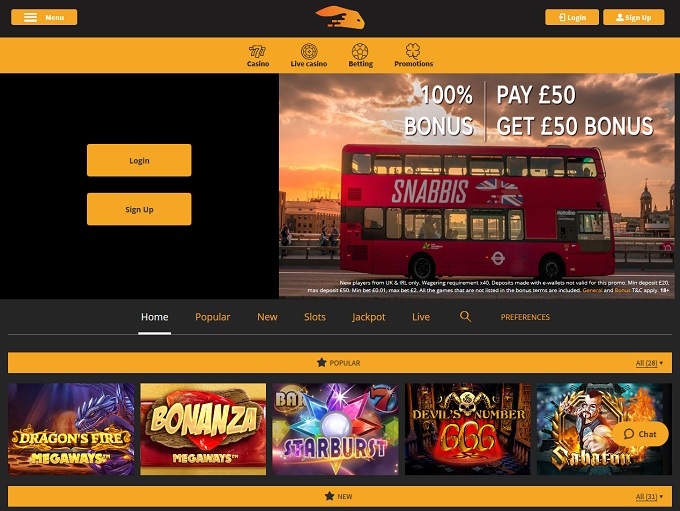 Menu
Login
Sign Up
Casino
Live casino
Betting
Promotions
100% PAY £50
BONUS GET £50 BONUS
SNABBIS
Login
Sign Up
New players from UK & IRL only. Wagering requirement x40. Deposits made with e-wallets not valid for this promo. Min deposit £20,
max deposit £50. Min bet £0.01, max bet £2. All the games that are not listed in the bonus terms are included. General and Bonus T&C apply. 18+
Home
Popular
New
Slots
Jackpot
Live
PREFERENCES
POPULAR
All (28)
DRAGON'S FIRE
MEGAWAYS™
BONANZA
MEGAWAYS™
BAR
7
STARBURST
DEVIL'S NUMBER
666
Sabaton
Chat
NEW
All (31)